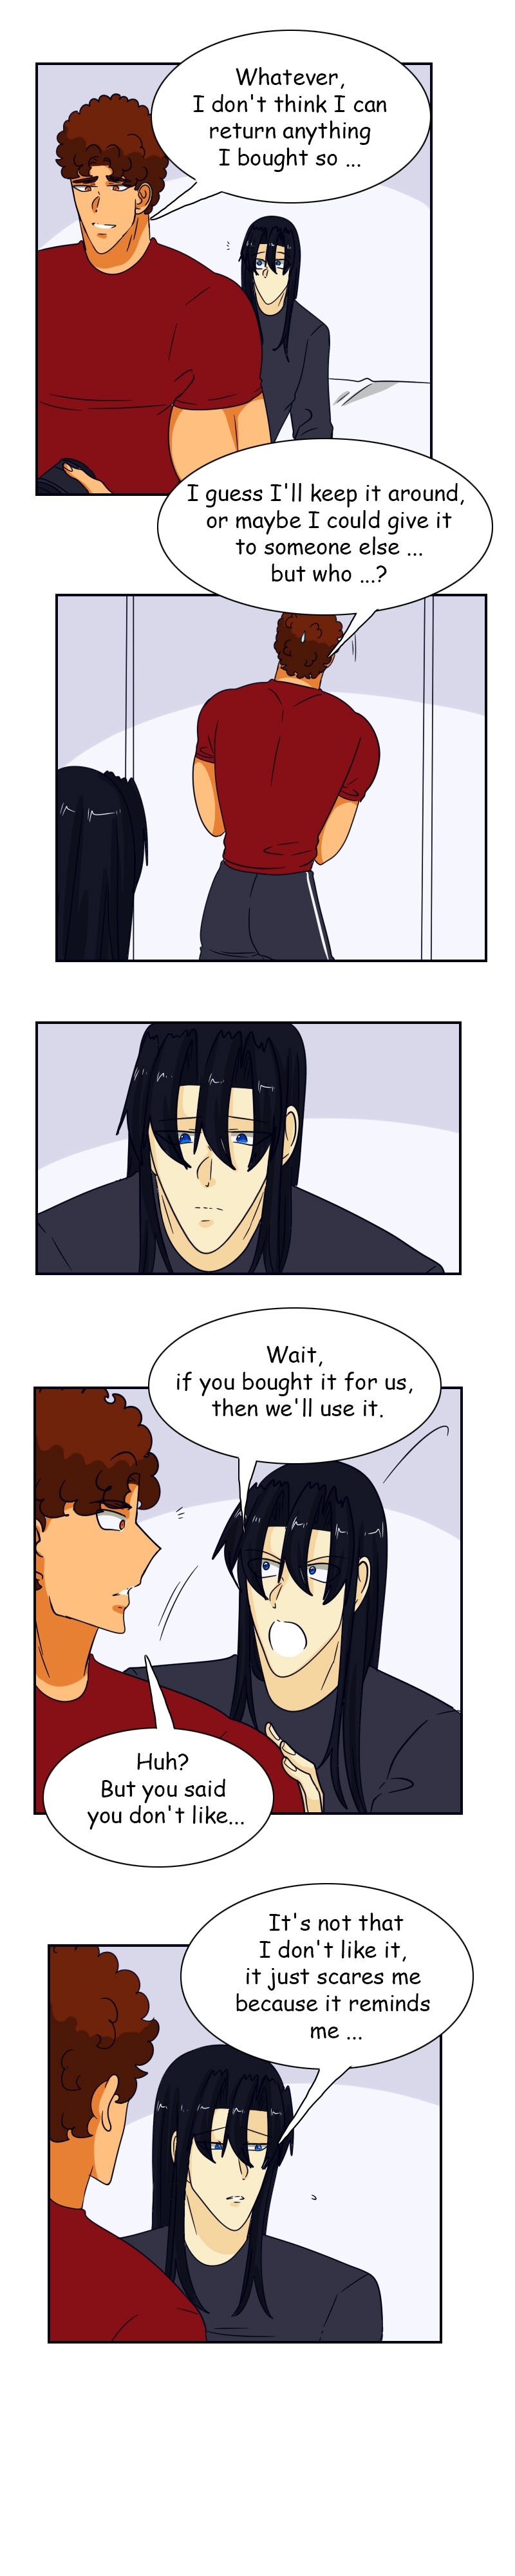 Whatever,
I don't think I can
return anything
I bought so ...
I guess I'll keep it around,
or maybe I could give it
to someone else ...
but who ...?
Wait,
if you bought it for us,
then we'll use it.
Huh?
But you said
you don't like...
It's not that
I don't like it,
it just scares me
because it reminds
me ...